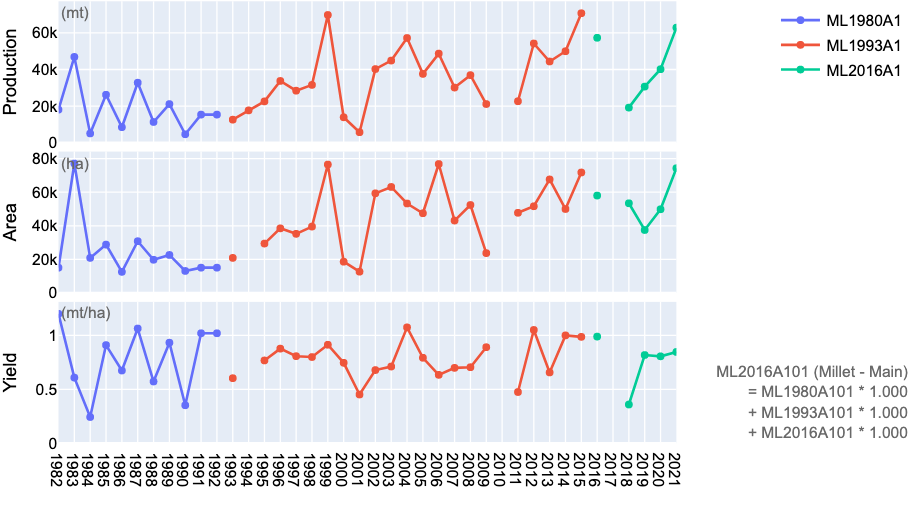 (mt)
Production
60k
40k
20k
0
ML1980A1
ML1993A1
ML2016A1
(ha)
Area
80k
60k
40k
20k
0
(mt/ha)
Yield
1
0.5
0
1982 1983 1984 1985 1986 1987 1988 1989 1990 1991 1992 1993 1994 1995 1996 1997 1998 1999 2000 2001 2002 2003 2004 2005 2006 2007 2008 2009 2010 2011 2012 2013 2014 2015 2016 2017 2018 2019 2020 2021
ML2016A101 (Millet - Main)
= ML1980A101 * 1.000
+ ML1993A101 * 1.000
+ ML2016A101 * 1.000